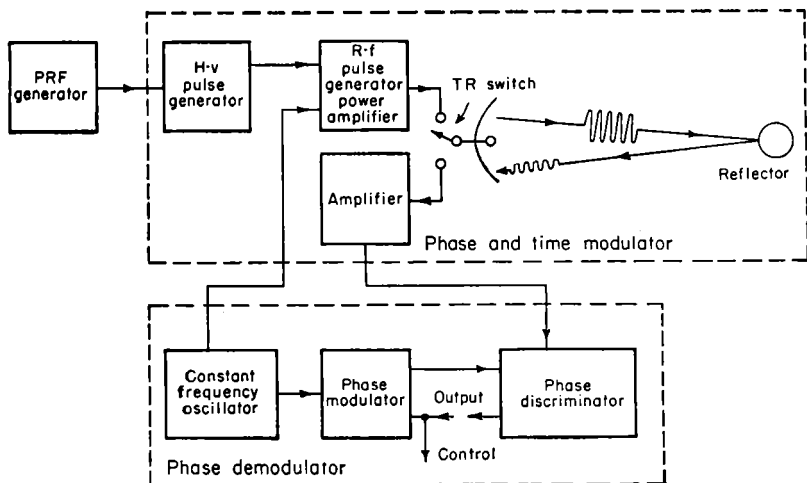 PRF
generator
H-v
pulse
generator
R-f
pulse
generator
power
amplifier
TR switch
Reflector
Amplifier
Phase and time modulator
Constant
frequency
oscillator
Phase
modulator
Output
Control
Phase
discriminator
Phase demodulator